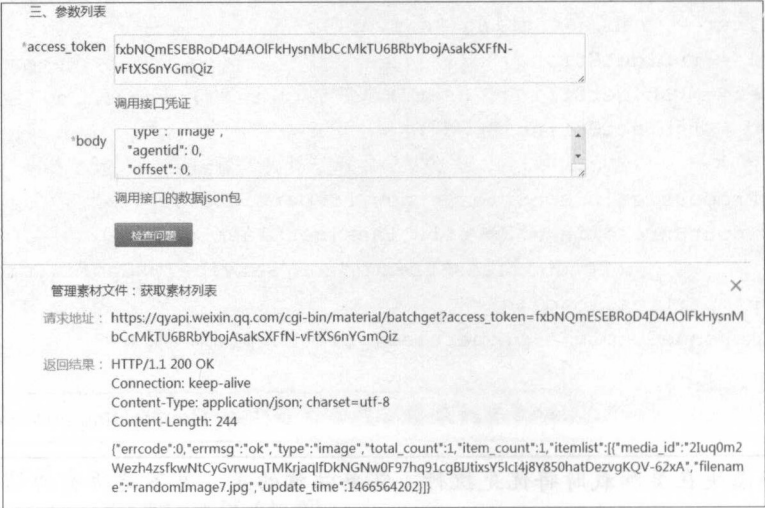 三、参数列表
*access_token
fxbNQmESEBRoD4D4AOlFkHysnMbCcMkTU6BRbYbojAsakSXFfN-
vFtXS6nYGmQiz
调用接口凭证
*body
"type": "image",
"agentid": 0,
"offset": 0,
调用接口的数据json包
检查问题
管理素材文件：获取素材列表
请求地址： https://qyapi.weixin.qq.com/cgi-bin/material/batchget?access_token=fxbNQmESEBRoD4D4AOlFkHysnM
bCcMkTU6BRbYbojAsakSXFfN-vFtXS6nYGmQiz
返回结果： HTTP/1.1 200 OK
Connection: keep-alive
Content-Type: application/json; charset=utf-8
Content-Length: 244
{"errcode":0,"errmsg":"ok","type":"image","total_count":1,"item_count":1,"itemlist":[{"media_id":"2Iuq0m2
Wezh4zsfkwNtCyGvrwuqTMKrjaqlfDkNGNw0F97hq91cgBIJtixsY5lcI4j8Y850hatDezvgKQV-62xA","filenam
e":"randomImage7.jpg","update_time":1466564202}]}